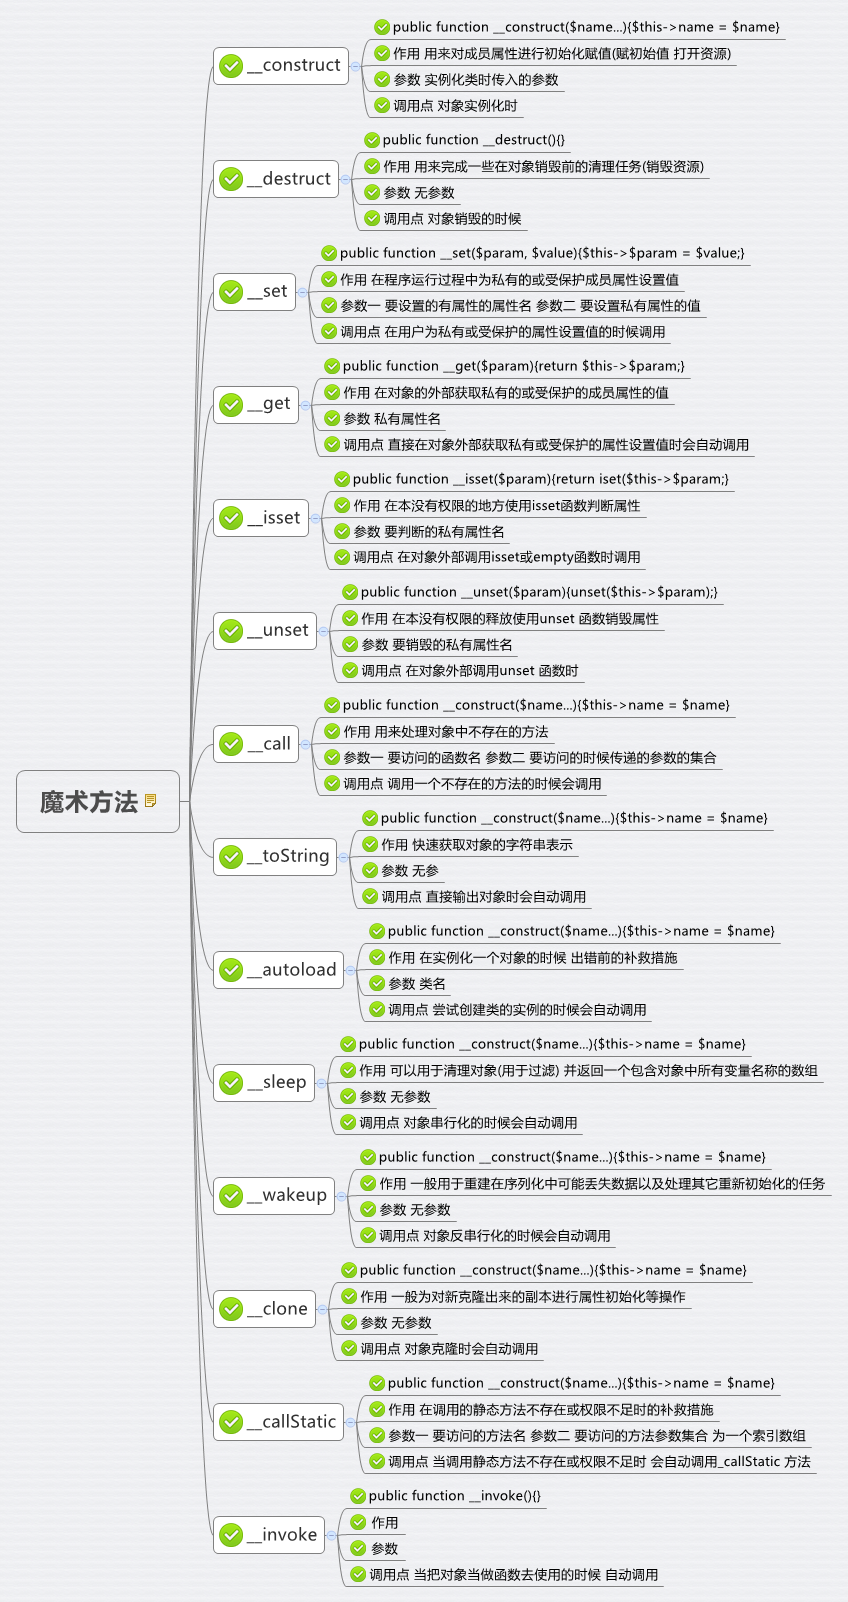 魔术方法
__construct
public function __construct($name...){$this->name = $name}
作用 用来对成员属性进行初始化赋值(赋初始值 打开资源)
参数 实例化类时传入的参数
调用点 对象实例化时
__destruct
public function __destruct(){}
作用 用来完成一些在对象销毁前的清理任务(销毁资源)
参数 无参数
调用点 对象销毁的时候
__set
public function __set($param, $value){$this->$param = $value;}
作用 在程序运行过程中为私有的或受保护成员属性设置值
参数一 要设置的有属性的属性名 参数二 要设置私有属性的值
调用点 在用户为私有或受保护的属性设置值的时候调用
__get
public function __get($param){return $this->$param;}
作用 在对象的外部获取私有的或受保护的成员属性的值
参数 私有属性名
调用点 直接在对象外部获取私有或受保护的属性设置值时会自动调用
__isset
public function __isset($param){return iset($this->$param;}
作用 在本没有权限的地方使用isset函数判断属性
参数 要判断的私有属性名
调用点 在对象外部调用isset或empty函数时调用
__unset
public function __unset($param){unset($this->$param);}
作用 在本没有权限的释放使用unset 函数销毁属性
参数 要销毁的私有属性名
调用点 在对象外部调用unset 函数时
__call
public function __construct($name...){$this->name = $name}
作用 用来处理对象中不存在的方法
参数一 要访问的函数名 参数二 要访问的时候传递的参数的集合
调用点 调用一个不存在的方法的时候会调用
__toString
public function __construct($name...){$this->name = $name}
作用 快速获取对象的字符串表示
参数 无参
调用点 直接输出对象时会自动调用
__autoload
public function __construct($name...){$this->name = $name}
作用 在实例化一个对象的时候 出错前的补救措施
参数 类名
调用点 尝试创建类的实例的时候会自动调用
__sleep
public function __construct($name...){$this->name = $name}
作用 可以用于清理对象(用于过滤) 并返回一个包含对象中所有变量名称的数组
参数 无参数
调用点 对象串行化的时候会自动调用
__wakeup
public function __construct($name...){$this->name = $name}
作用 一般用于重建在序列化中可能丢失数据以及处理其它重新初始化的任务
参数 无参数
调用点 对象反串行化的时候会自动调用
__clone
public function __construct($name...){$this->name = $name}
作用 一般为对新克隆出来的副本进行属性初始化等操作
参数 无参数
调用点 对象克隆时会自动调用
__callStatic
public function __construct($name...){$this->name = $name}
作用 在调用的静态方法不存在或权限不足时的补救措施
参数一 要访问的方法名 参数二 要访问的方法参数集合 为一个索引数组
调用点 当调用静态方法不存在或权限不足时 会自动调用_callStatic 方法
__invoke
public function __invoke(){}
作用
参数
调用点 当把对象当做函数去使用的时候 自动调用